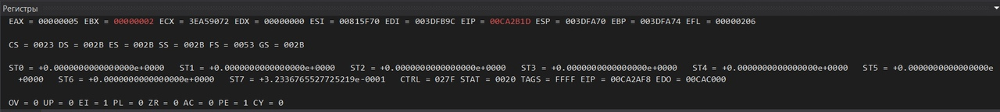 Регистры
EAX = 00000005 EBX = 00000002 ECX = 3EA59072 EDX = 00000000 ESI = 00815F70 EDI = 003DFB9C EIP = 00CA2B1D ESP = 003DFA70 EBP = 003DFA74 EFL = 00000206
CS = 0023 DS = 002B ES = 002B SS = 002B FS = 0053 GS = 002B
ST0 = +0.0000000000000000e+0000 ST1 = +0.0000000000000000e+0000 ST2 = +0.0000000000000000e+0000 ST3 = +0.0000000000000000e+0000 ST4 = +0.0000000000000000e+0000 ST5 = +0.0000000000000000e
+0000 ST6 = +0.0000000000000000e+0000 ST7 = +3.2336765527725219e-0001 CTRL = 027F STAT = 0020 TAGS = FFFF EIP = 00CA2AF8 EDO = 00CAC000
OV = 0 UP = 0 EI = 1 PL = 0 ZR = 0 AC = 0 PE = 1 CY = 0